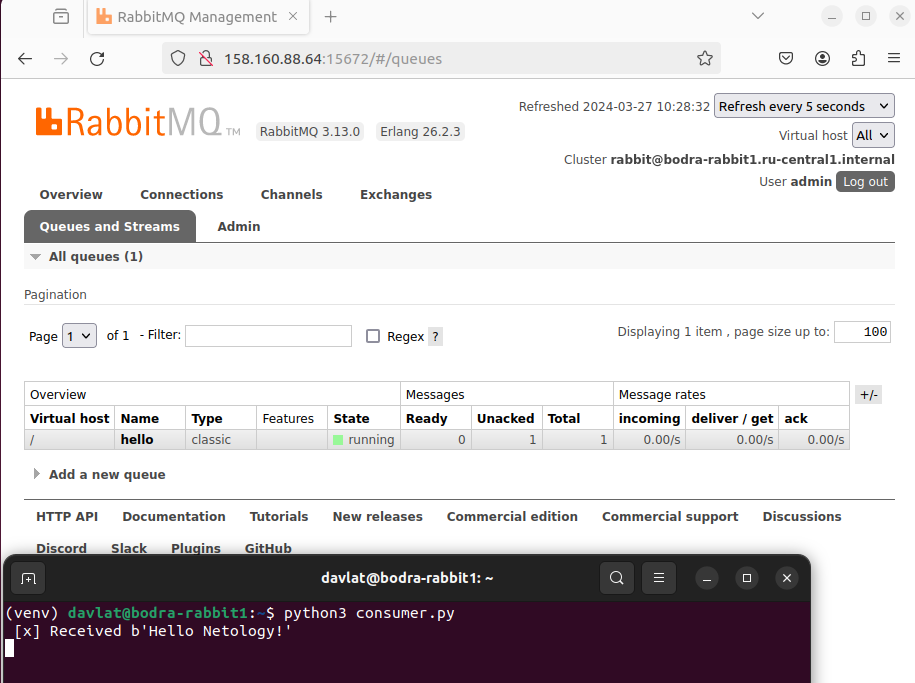 RabbitMQ Management
158.160.88.64:15672/#/queues
RabbitMQ TM
RabbitMQ 3.13.0 Erlang 26.2.3
Refreshed 2024-03-27 10:28:32 Refresh every 5 seconds
Virtual host All
Cluster rabbit@bodra-rabbit1.ru-central1.internal
User admin Log out
Overview Connections Channels Exchanges
Queues and Streams Admin
All queues (1)
Pagination
Page 1 of 1 - Filter: Regex ? Displaying 1 item , page size up to: 100
Overview Messages Message rates +/-
Virtual host Name Type Features State Ready Unacked Total incoming deliver / get ack
/ hello classic running 0 1 1 0.00/s 0.00/s 0.00/s
Add a new queue
HTTP API Documentation Tutorials New releases Commercial edition Commercial support Discussions
Discord Slack Plugins GitHub
davlat@bodra-rabbit1: ~
(venv) davlat@bodra-rabbit1:~$ python3 consumer.py
[x] Received b'Hello Netology!'